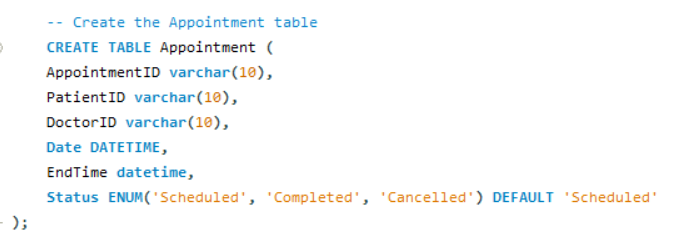 -- Create the Appointment table
CREATE TABLE Appointment (
AppointmentID varchar(10),
PatientID varchar(10),
DoctorID varchar(10),
Date DATETIME,
EndTime datetime,
Status ENUM('Scheduled', 'Completed', 'Cancelled') DEFAULT 'Scheduled'
);